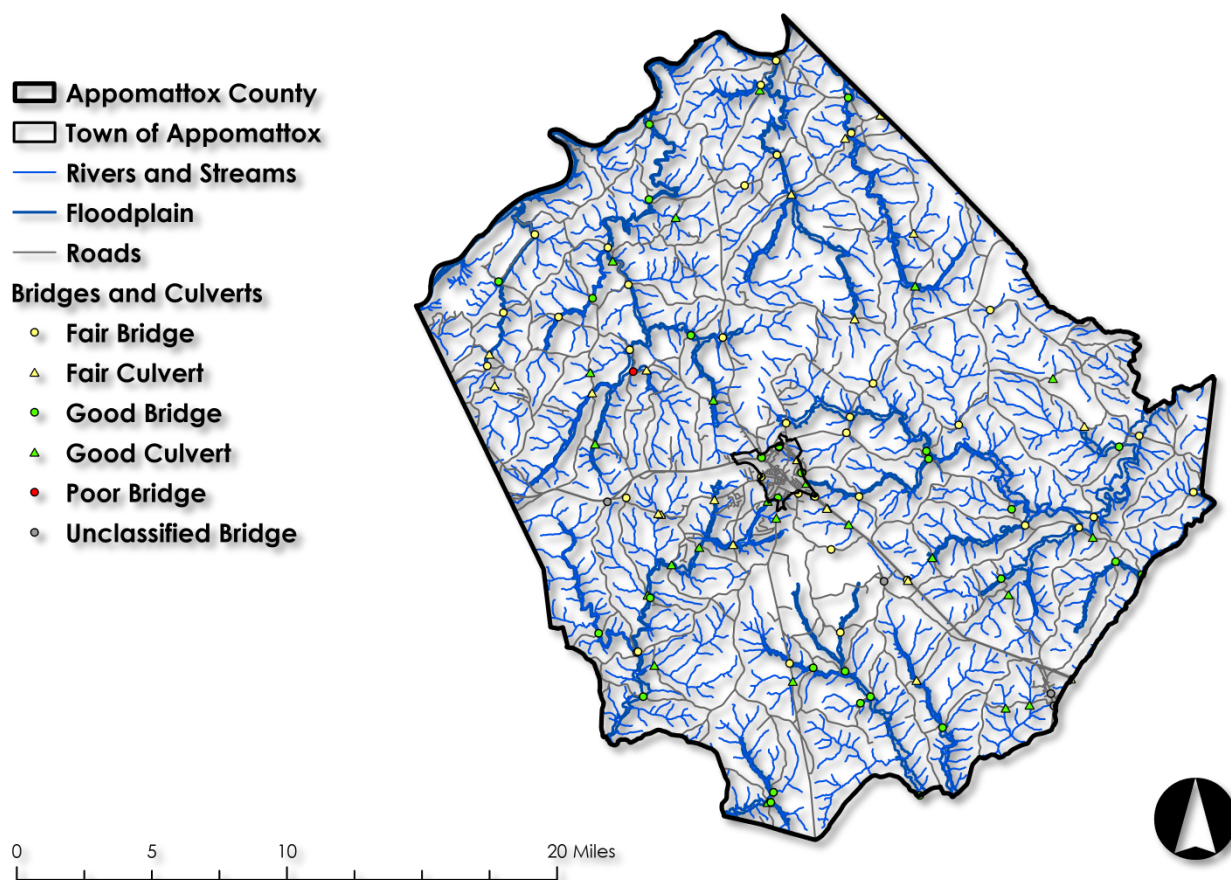 Appomattox County
Town of Appomattox
Rivers and Streams
Floodplain
Roads
Bridges and Culverts
Fair Bridge
Fair Culvert
Good Bridge
Good Culvert
Poor Bridge
Unclassified Bridge
0 5 10 20 Miles